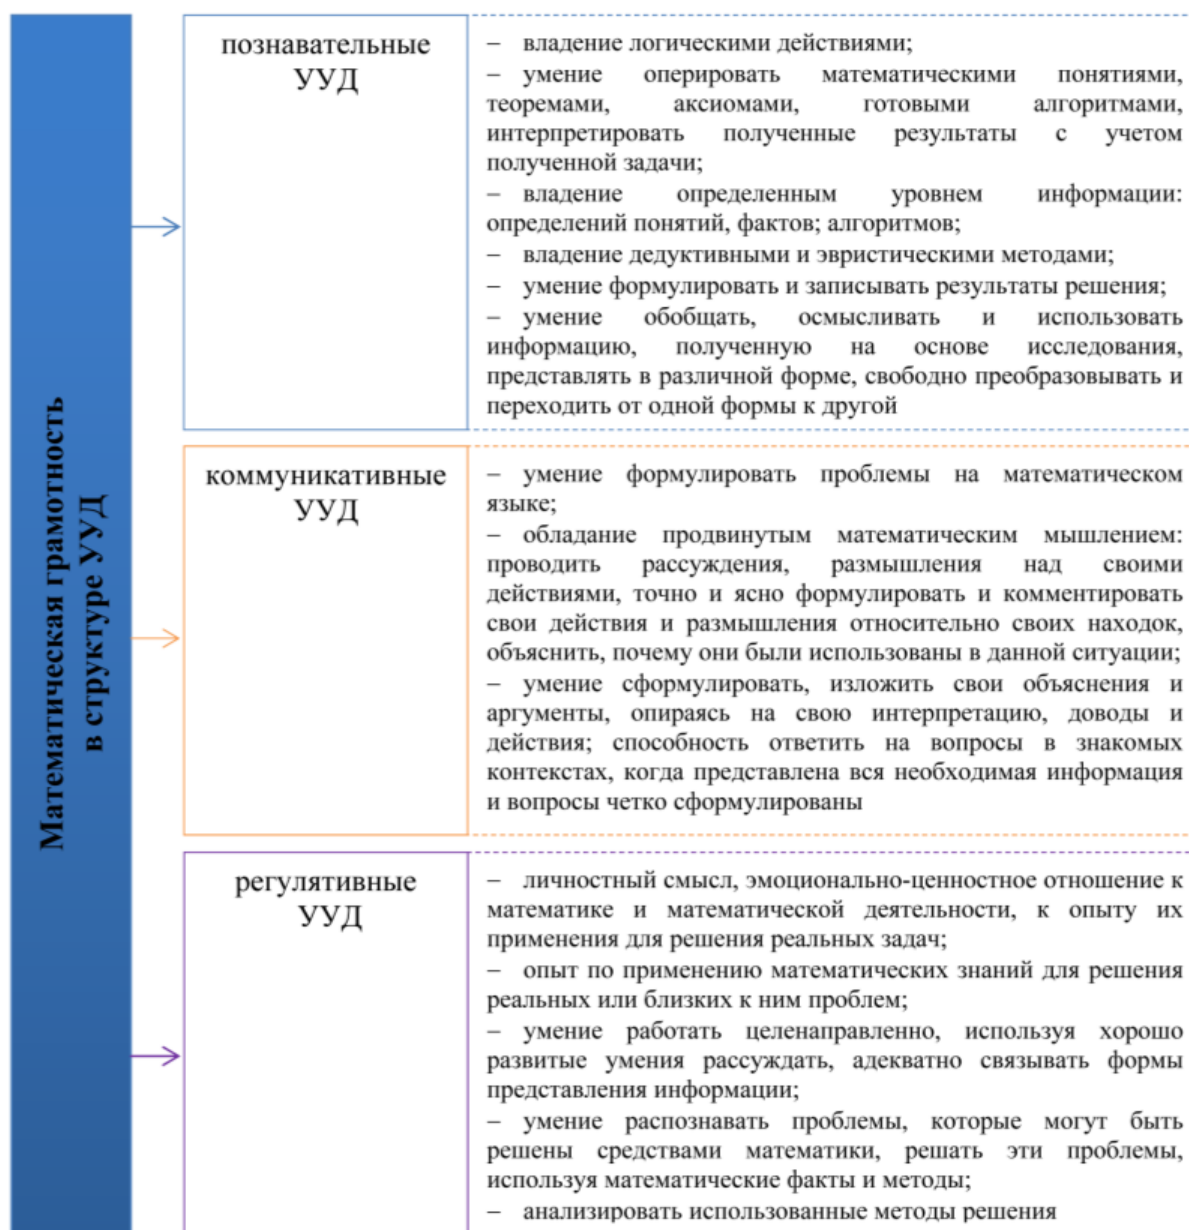 Математическая грамотность
в структуре УУД
познавательные
УУД
– владение логическими действиями;
– умение оперировать математическими понятиями,
теоремами, аксиомами, готовыми алгоритмами,
интерпретировать полученные результаты с учетом
полученной задачи;
– владение определенным уровнем информации:
определений понятий, фактов; алгоритмов;
– владение дедуктивными и эвристическими методами;
– умение формулировать и записывать результаты решения;
– умение обобщать, осмысливать и использовать
информацию, полученную на основе исследования,
представлять в различной форме, свободно преобразовывать и
переходить от одной формы к другой
коммуникативные
УУД
– умение формулировать проблемы на математическом
языке;
– обладание продвинутым математическим мышлением:
проводить рассуждения, размышления над своими
действиями, точно и ясно формулировать и комментировать
свои действия и размышления относительно своих находок,
объяснить, почему они были использованы в данной ситуации;
– умение сформулировать, изложить свои объяснения и
аргументы, опираясь на свою интерпретацию, доводы и
действия; способность ответить на вопросы в знакомых
контекстах, когда представлена вся необходимая информация
и вопросы четко сформулированы
регулятивные
УУД
– личностный смысл, эмоционально-ценностное отношение к
математике и математической деятельности, к опыту их
применения для решения реальных задач;
– опыт по применению математических знаний для решения
реальных или близких к ним проблем;
– умение работать целенаправленно, используя хорошо
развитые умения рассуждать, адекватно связывать формы
представления информации;
– умение распознавать проблемы, которые могут быть
решены средствами математики, решать эти проблемы,
используя математические факты и методы;
– анализировать использованные методы решения